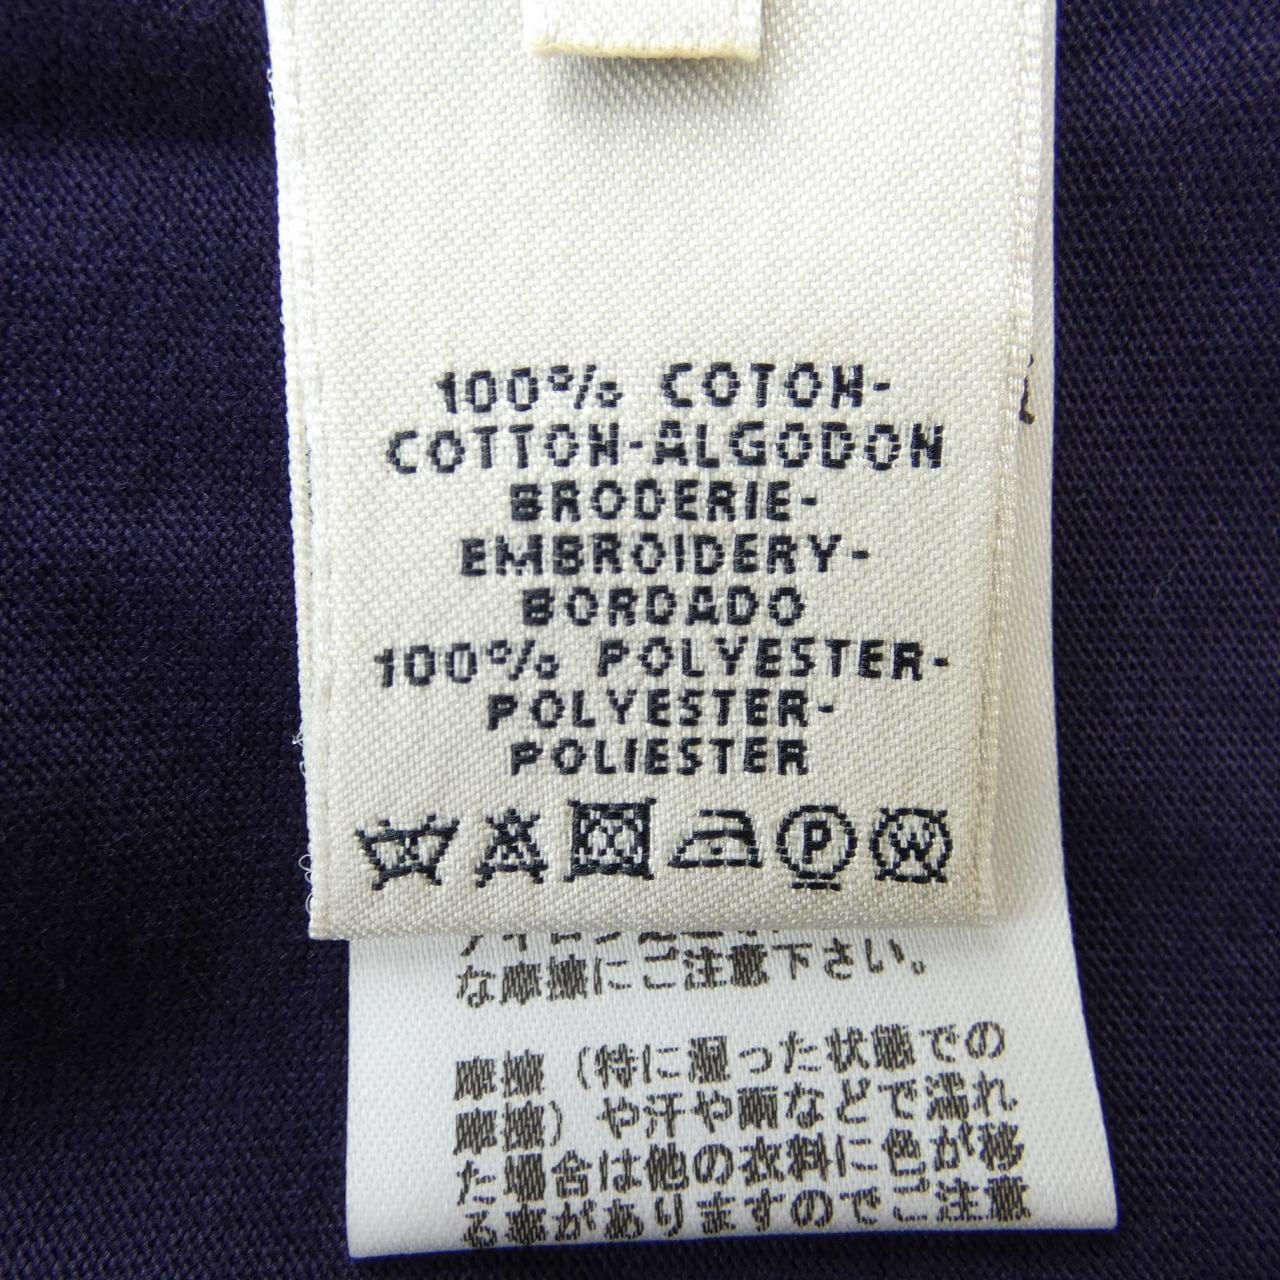 100% COTON-
COTTON-ALGODON
BRODERIE-
EMBROIDERY-
BORDADO
100% POLYESTER-
POLYESTER-
POLIESTER
P W
な摩擦にご注意下さい。
摩擦（特に湿った状態での
摩擦）や汗や雨などで濡れ
た場合は他の衣料に色が移
る事がありますのでご注意